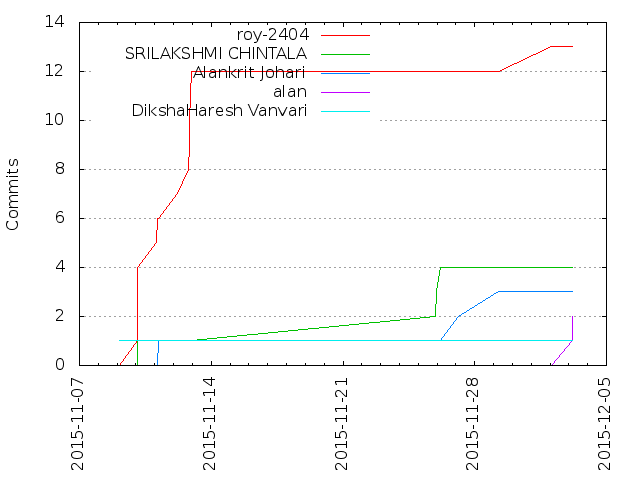 14
12
10
8
6
4
2
0
Commits
roy-2404
SRILAKSHMI CHINTALA
Alankrit Johari
alan
DikshaHaresh Vanvari
2015-11-07
2015-11-14
2015-11-21
2015-11-28
2015-12-05